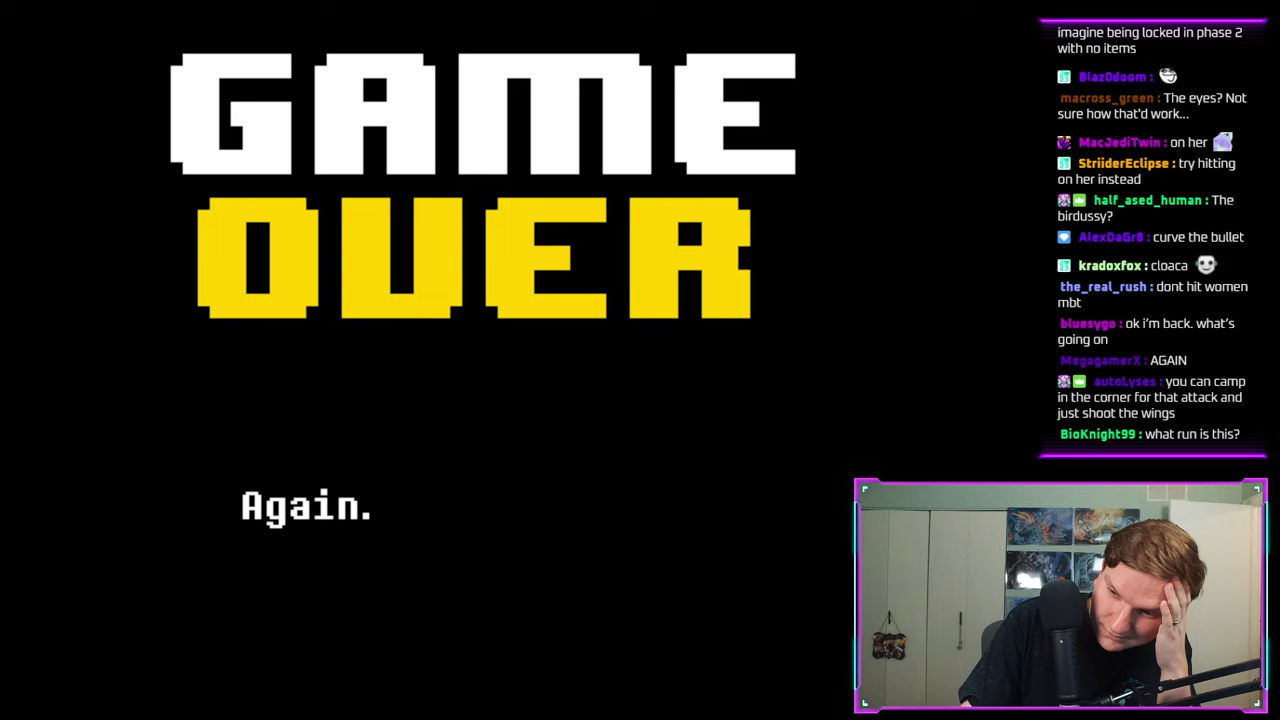 GAME
OVER
Again.
imagine being locked in phase 2
with no items
Blaz0doom :
macross_green : The eyes? Not
sure how that'd work...
MacJediTwin : on her
StriiderEclipse : try hitting
on her instead
half_ased_human : The
birdussy?
AlexDaGr8 : curve the bullet
kradoxfox : cloaca
the_real_rush : dont hit women
mbt
bluesygo : ok i'm back. what's
going on
MegagamerX : AGAIN
autoLyses : you can camp
in the corner for that attack and
just shoot the wings
BioKnight99 : what run is this?